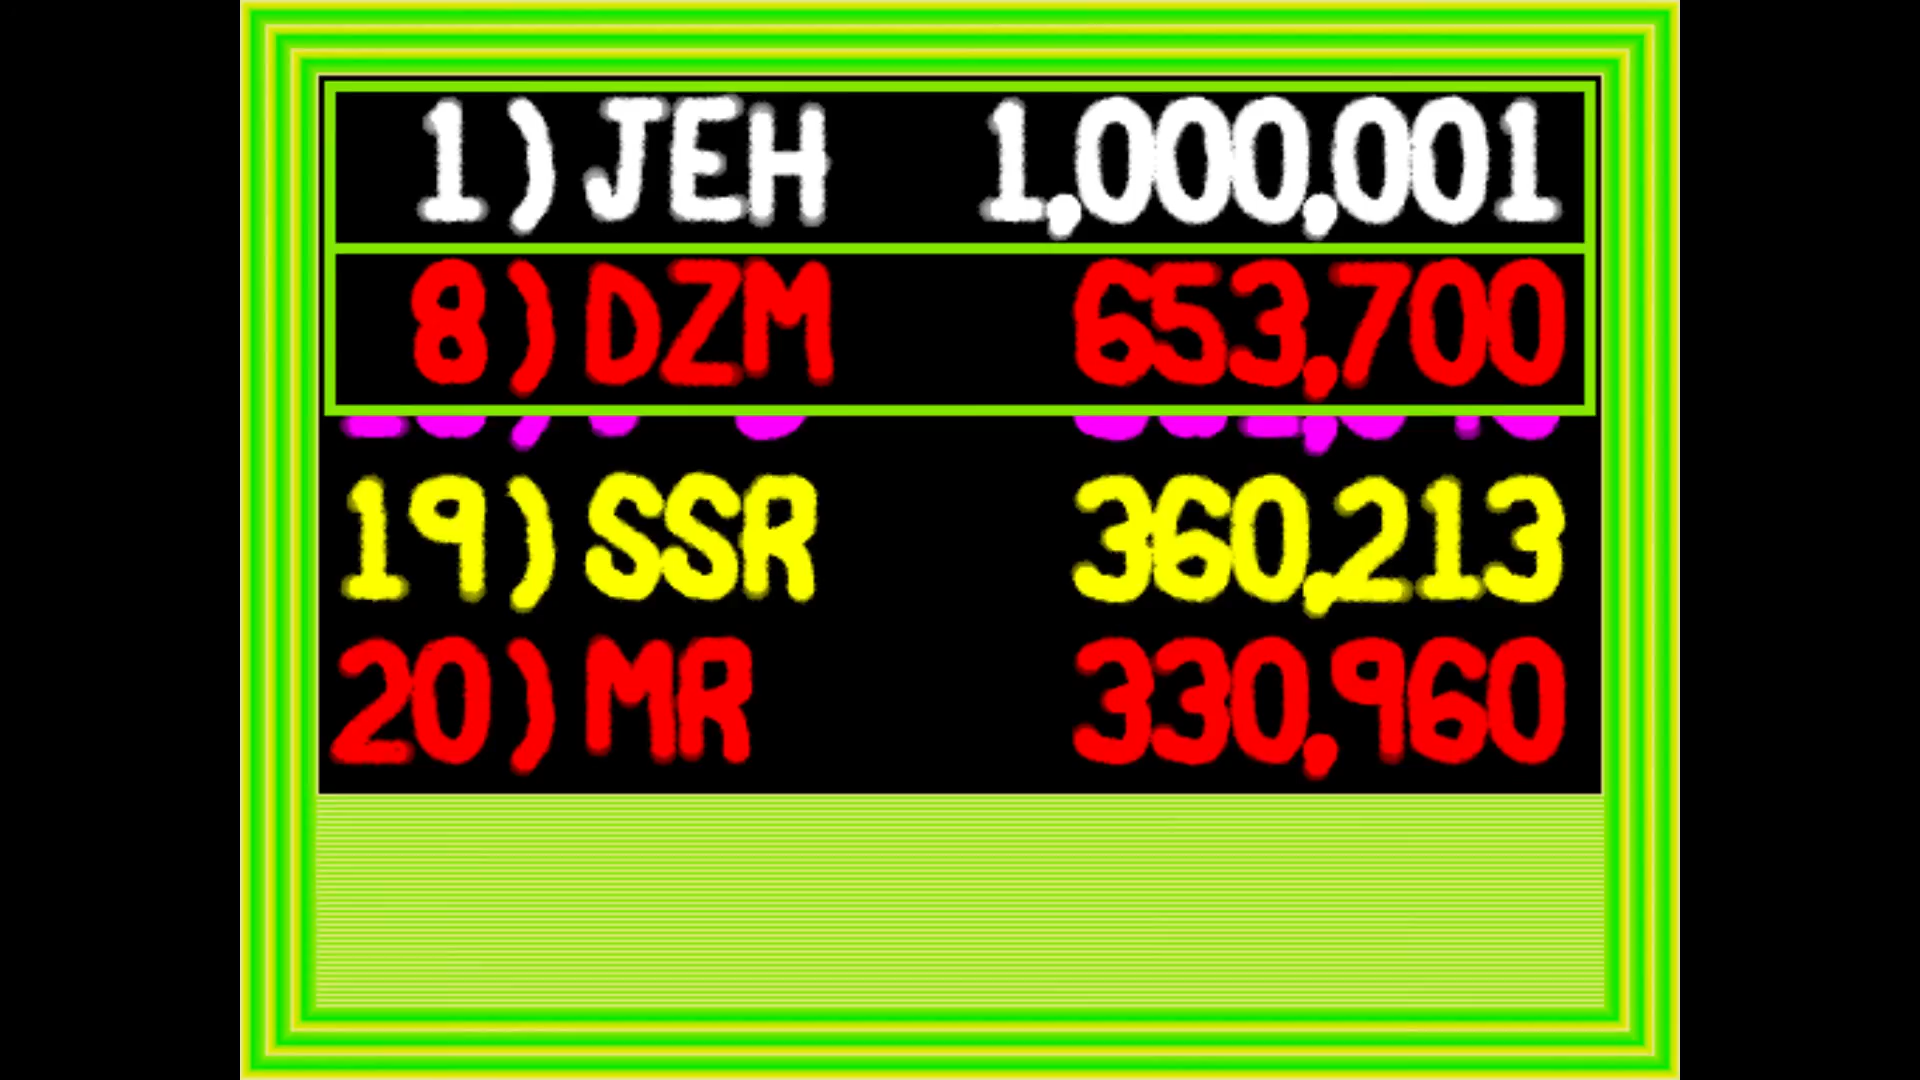 1) JEH 1,000,001
8) DZM 653,700
19) SSR 360,213
20) MR 330,960